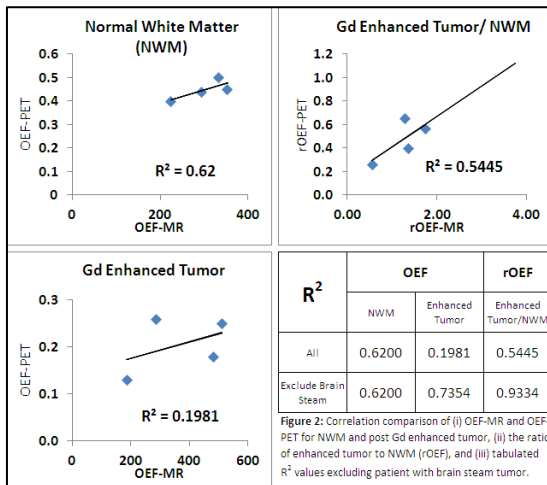 Normal White Matter
(NWM)
0.6
0.5
0.4
0.3
0.2
0.1
0
OEF-PET
R² = 0.62
0
200
400
OEF-MR
Gd Enhanced Tumor/ NWM
1.2
1.0
0.8
0.6
0.4
0.2
0.0
rOEF-PET
R² = 0.5445
0.00
2.00
4.00
rOEF-MR
Gd Enhanced Tumor
0.3
0.2
0.1
0
OEF-PET
R² = 0.1981
0
200
400
600
OEF-MR
R² OEF rOEF
NWM Enhanced Tumor Enhanced Tumor/NWM
All 0.6200 0.1981 0.5445
Exclude Brain Steam 0.6200 0.7354 0.9334
Figure 2: Correlation comparison of (i) OEF-MR and OEF-
PET for NWM and post Gd enhanced tumor, (ii) the ratio
of enhanced tumor to NWM (rOEF), and (iii) tabulated
R² values excluding patient with brain steam tumor.